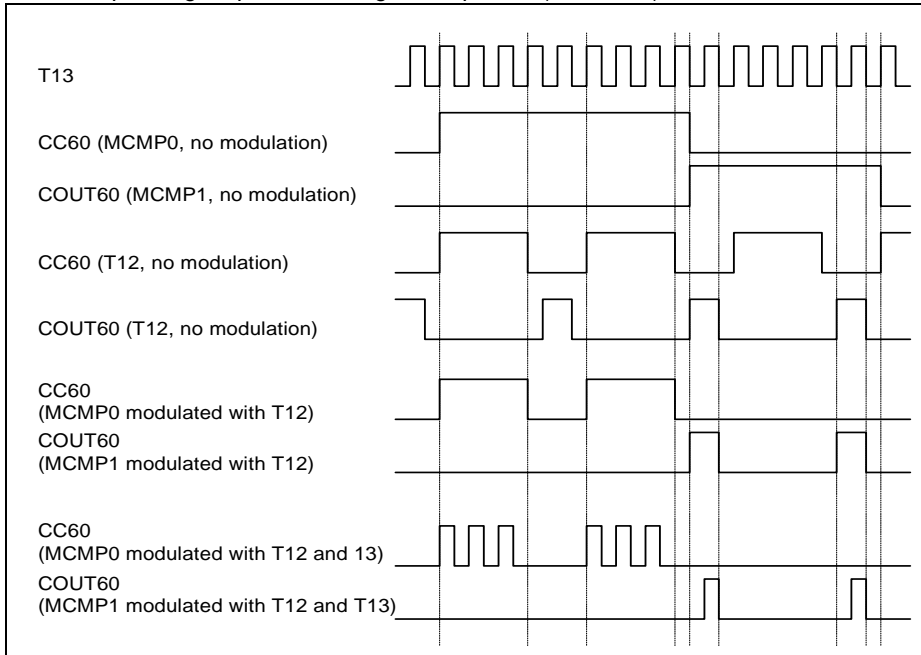 T13
CC60 (MCMP0, no modulation)
COUT60 (MCMP1, no modulation)
CC60 (T12, no modulation)
COUT60 (T12, no modulation)
CC60
(MCMP0 modulated with T12)
COUT60
(MCMP1 modulated with T12)
CC60
(MCMP0 modulated with T12 and 13)
COUT60
(MCMP1 modulated with T12 and T13)